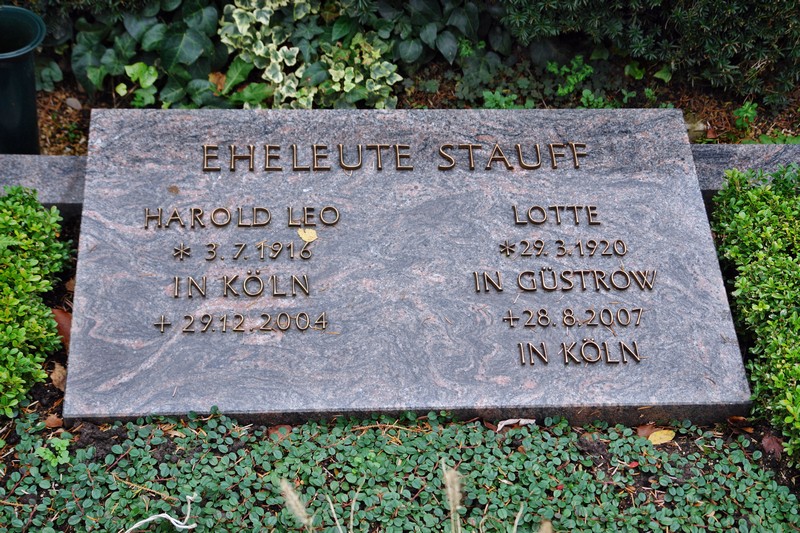 EHELEUTE STAUFF
HAROLD LEO
* 3.7.1916
IN KÖLN
+ 29.12.2004
LOTTE
* 29.3.1920
IN GÜSTROW
+ 28.8.2007
IN KÖLN